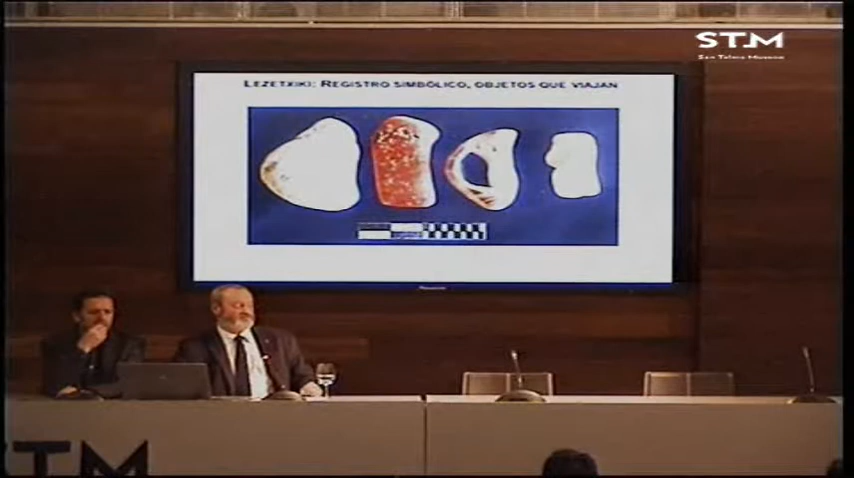 STM
San Telmo Museoa
LEZETXIKI: REGISTRO SIMBÓLICO, OBJETOS QUE VIAJAN
STM